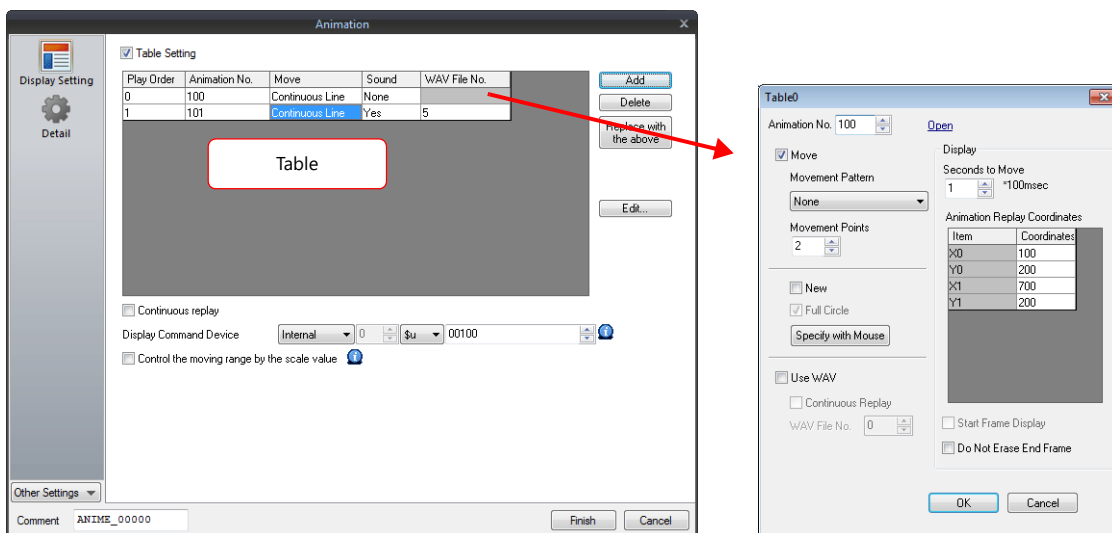 Animation
x
Display Setting
Detail
Table Setting
Play Order Animation No. Move Sound WAV File No.
0 100 Continuous Line None
1 101 Continuous Line Yes 5
Table
Add
Delete
Replace with
the above
Edit...
Continuous replay
Display Command Device Internal 0 $u 00100
Control the moving range by the scale value
Other Settings
Comment ANIME_00000
Finish Cancel
Table0
Animation No. 100 Open
Move
Movement Pattern
None
Movement Points
2
New
Full Circle
Specify with Mouse
Use WAV
Continuous Replay
WAV File No. 0
Display
Seconds to Move
1 *100msec
Animation Replay Coordinates
Item Coordinates
X0 100
Y0 200
X1 700
Y1 200
Start Frame Display
Do Not Erase End Frame
OK Cancel